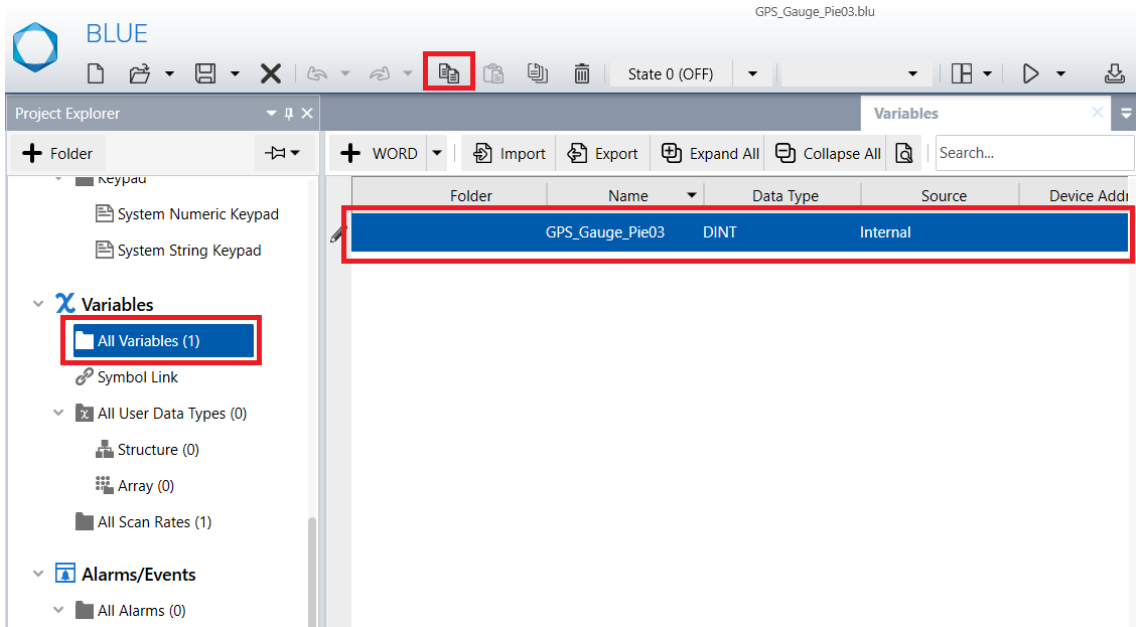 GPS_Gauge_Pie03.blu
BLUE
State 0 (OFF)
Project Explorer
Variables
Folder
WORD
Import
Export
Expand All
Collapse All
Search...
Keypad
System Numeric Keypad
System String Keypad
Variables
All Variables (1)
Symbol Link
All User Data Types (0)
Structure (0)
Array (0)
All Scan Rates (1)
Alarms/Events
All Alarms (0)
Folder Name Data Type Source Device Addr
GPS_Gauge_Pie03 DINT Internal